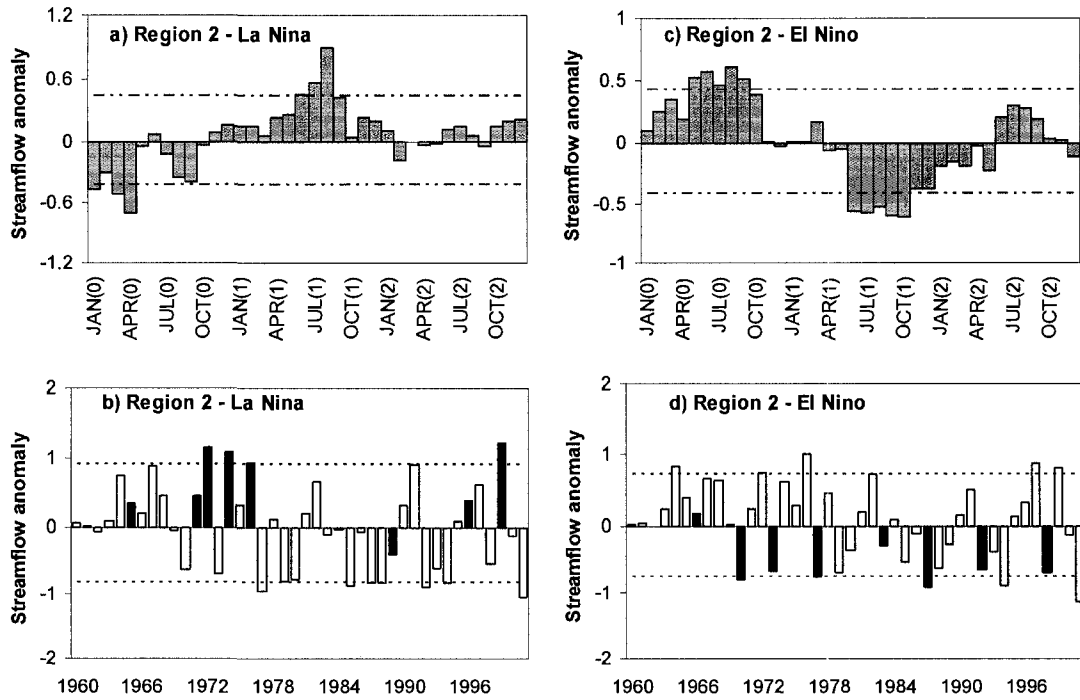 a) Region 2 - La Nina
Streamflow anomaly
1.2
0.6
0
-0.6
-1.2
JAN(0)
APR(0)
JUL(0)
OCT(0)
JAN(1)
APR(1)
JUL(1)
OCT(1)
JAN(2)
APR(2)
JUL(2)
OCT(2)
c) Region 2 - El Nino
Streamflow anomaly
1
0.5
0
-0.5
-1
JAN(0)
APR(0)
JUL(0)
OCT(0)
JAN(1)
APR(1)
JUL(1)
OCT(1)
JAN(2)
APR(2)
JUL(2)
OCT(2)
b) Region 2 - La Nina
Streamflow anomaly
2
1
0
-1
-2
1960
1966
1972
1978
1984
1990
1996
d) Region 2 - El Nino
Streamflow anomaly
2
1
0
-1
-2
1960
1966
1972
1978
1984
1990
1996